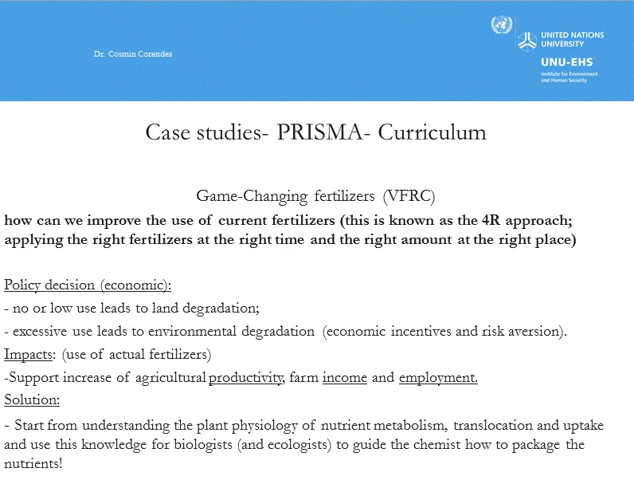 Dr. Cosmin Corendea
UNITED NATIONS
UNIVERSITY
UNU-EHS
Institute for Environment
and Human Security
Case studies- PRISMA- Curriculum
Game-Changing fertilizers (VFRC)
how can we improve the use of current fertilizers (this is known as the 4R approach;
applying the right fertilizers at the right time and the right amount at the right place)
Policy decision (economic):
- no or low use leads to land degradation;
- excessive use leads to environmental degradation (economic incentives and risk aversion).
Impacts: (use of actual fertilizers)
-Support increase of agricultural productivity, farm income and employment.
Solution:
- Start from understanding the plant physiology of nutrient metabolism, translocation and uptake
and use this knowledge for biologists (and ecologists) to guide the chemist how to package the
nutrients!